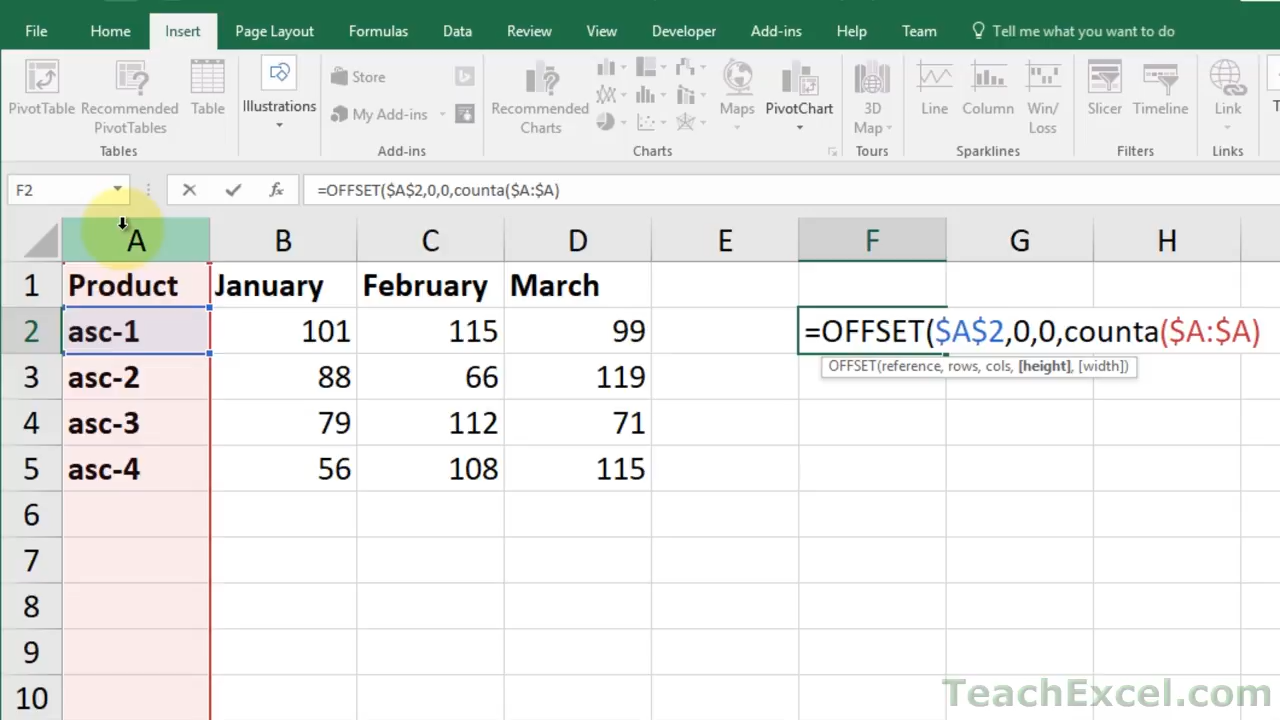 File Home Insert Page Layout Formulas Data Review View Developer Add-ins Help Team Tell me what you want to do
PivotTable
Recommended
PivotTables
Table
Tables
Illustrations
Store
My Add-ins
Add-ins
Recommended
Charts
Maps
PivotChart
Charts
3D
Map
Tours
Line
Column
Win/
Loss
Sparklines
Slicer
Timeline
Filters
Link
Links
F2 fx =OFFSET($A$2,0,0,counta($A:$A)
A B C D E F G H
1 Product January February March
2 asc-1 101 115 99 =OFFSET($A$2,0,0,counta($A:$A)
OFFSET(reference, rows, cols, [height], [width])
3 asc-2 88 66 119
4 asc-3 79 112 71
5 asc-4 56 108 115
6
7
8
9
10
TeachExcel.com